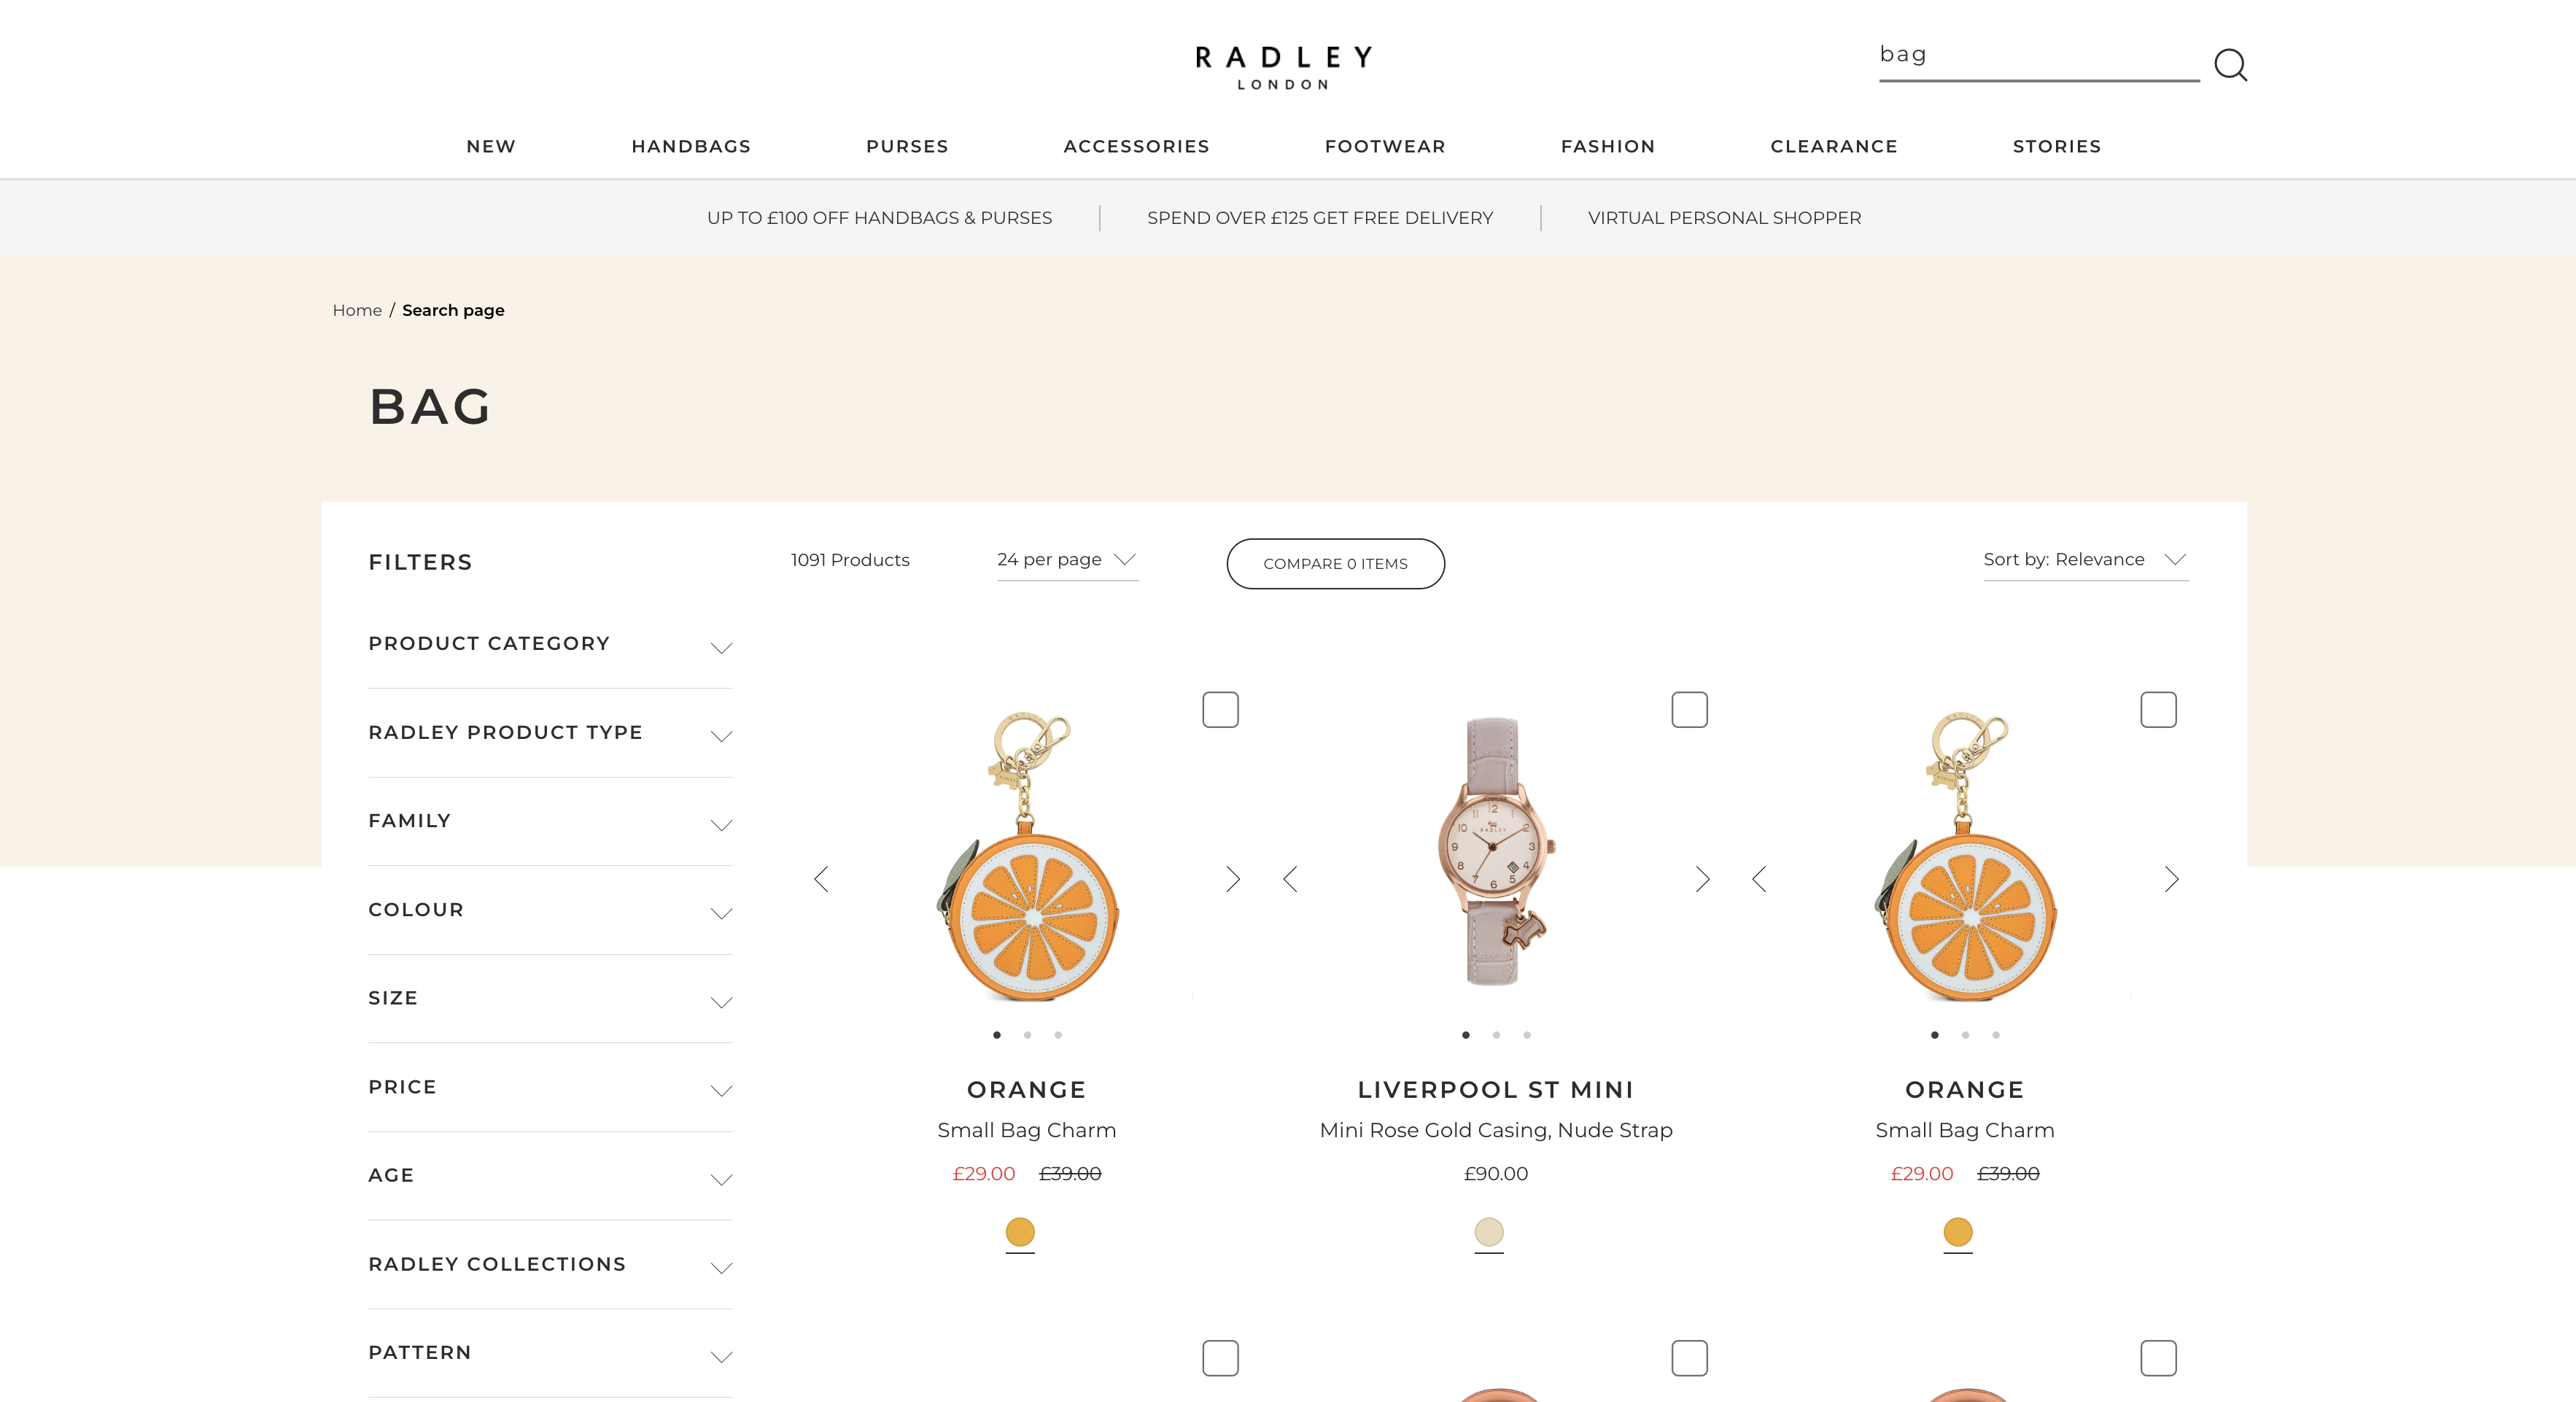 RADLEY
LONDON
bag
NEW HANDBAGS PURSES ACCESSORIES FOOTWEAR FASHION CLEARANCE STORIES
UP TO £100 OFF HANDBAGS & PURSES SPEND OVER £125 GET FREE DELIVERY VIRTUAL PERSONAL SHOPPER
Home / Search page
BAG
FILTERS
1091 Products 24 per page COMPARE 0 ITEMS Sort by: Relevance
PRODUCT CATEGORY
RADLEY PRODUCT TYPE
FAMILY
COLOUR
SIZE
PRICE
AGE
RADLEY COLLECTIONS
PATTERN
ORANGE
Small Bag Charm
£29.00 £39.00
RADLEY
LIVERPOOL ST MINI
Mini Rose Gold Casing, Nude Strap
£90.00
ORANGE
Small Bag Charm
£29.00 £39.00